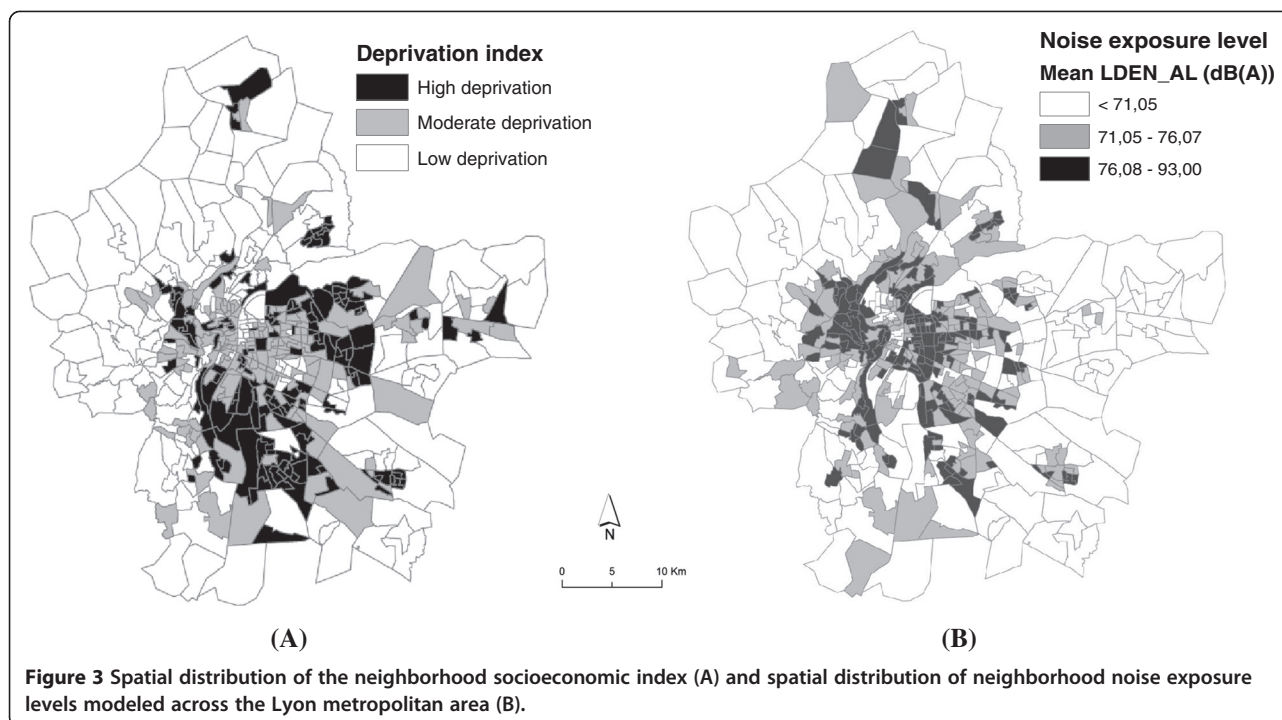 Deprivation index
High deprivation
Moderate deprivation
Low deprivation
Noise exposure level
Mean LDEN_AL (dB(A))
< 71,05
71,05 - 76,07
76,08 - 93,00
N
0 5 10 Km
(A)
(B)
Figure 3 Spatial distribution of the neighborhood socioeconomic index (A) and spatial distribution of neighborhood noise exposure
levels modeled across the Lyon metropolitan area (B).